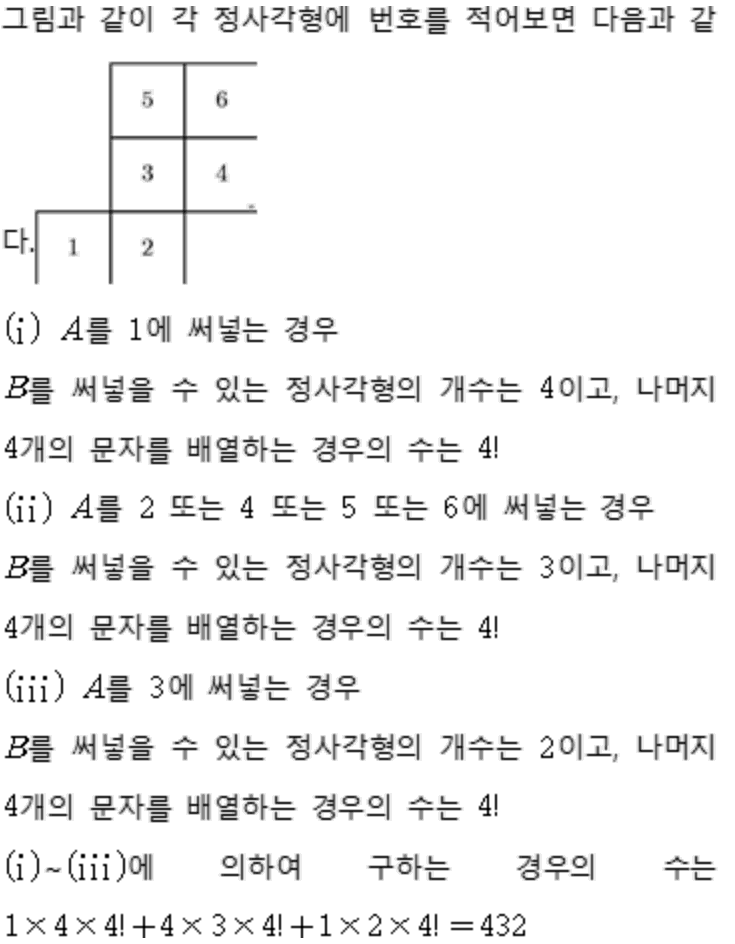 그림과 같이 각 정사각형에 번호를 적어보면 다음과 같
5 6
3 4
다. 1 2
(i) A를 1에 써넣는 경우
B를 써넣을 수 있는 정사각형의 개수는 4이고, 나머지
4개의 문자를 배열하는 경우의 수는 4!
(ii) A를 2 또는 4 또는 5 또는 6에 써넣는 경우
B를 써넣을 수 있는 정사각형의 개수는 3이고, 나머지
4개의 문자를 배열하는 경우의 수는 4!
(iii) A를 3에 써넣는 경우
B를 써넣을 수 있는 정사각형의 개수는 2이고, 나머지
4개의 문자를 배열하는 경우의 수는 4!
(i)~(iii)에 의하여 구하는 경우의 수는
1×4×4!+4×3×4!+1×2×4!=432